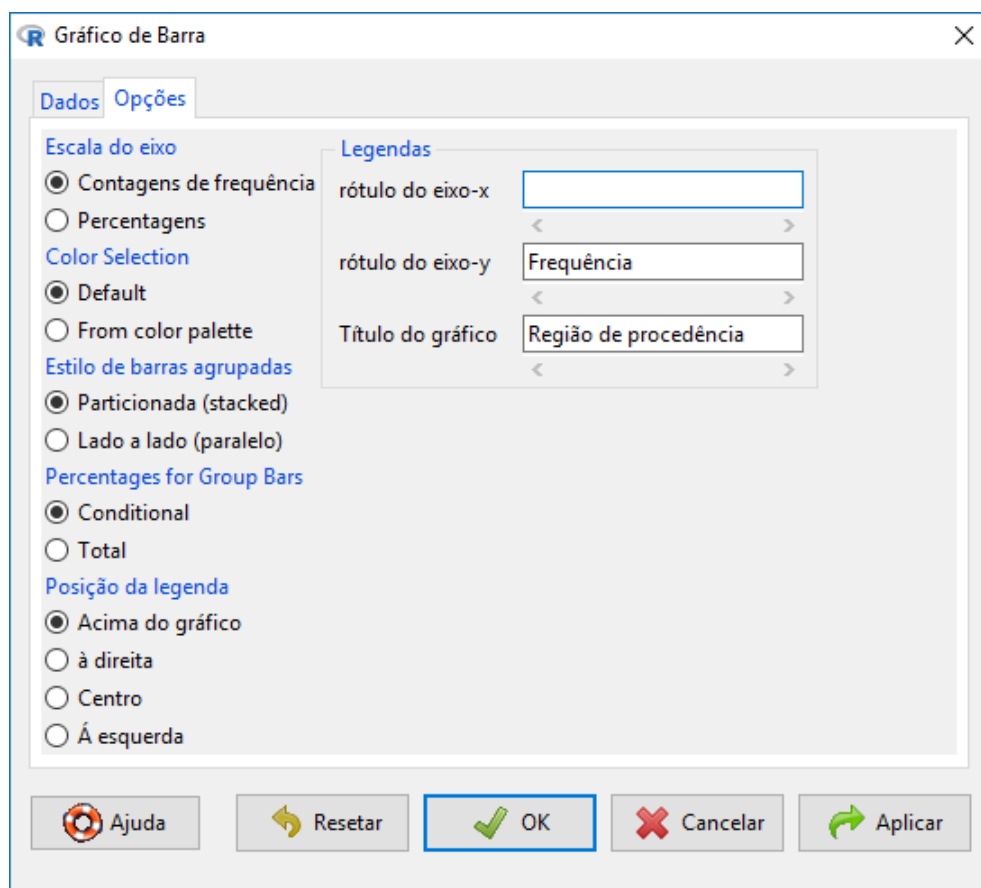 Gráfico de Barra
Dados
Opções
Escala do eixo
Contagens de frequência
Percentagens
Color Selection
Default
From color palette
Estilo de barras agrupadas
Particionada (stacked)
Lado a lado (paralelo)
Percentages for Group Bars
Conditional
Total
Posição da legenda
Acima do gráfico
à direita
Centro
Á esquerda
Legendas
rótulo do eixo-x
rótulo do eixo-y
Frequência
Título do gráfico
Região de procedência
Ajuda
Resetar
OK
Cancelar
Aplicar